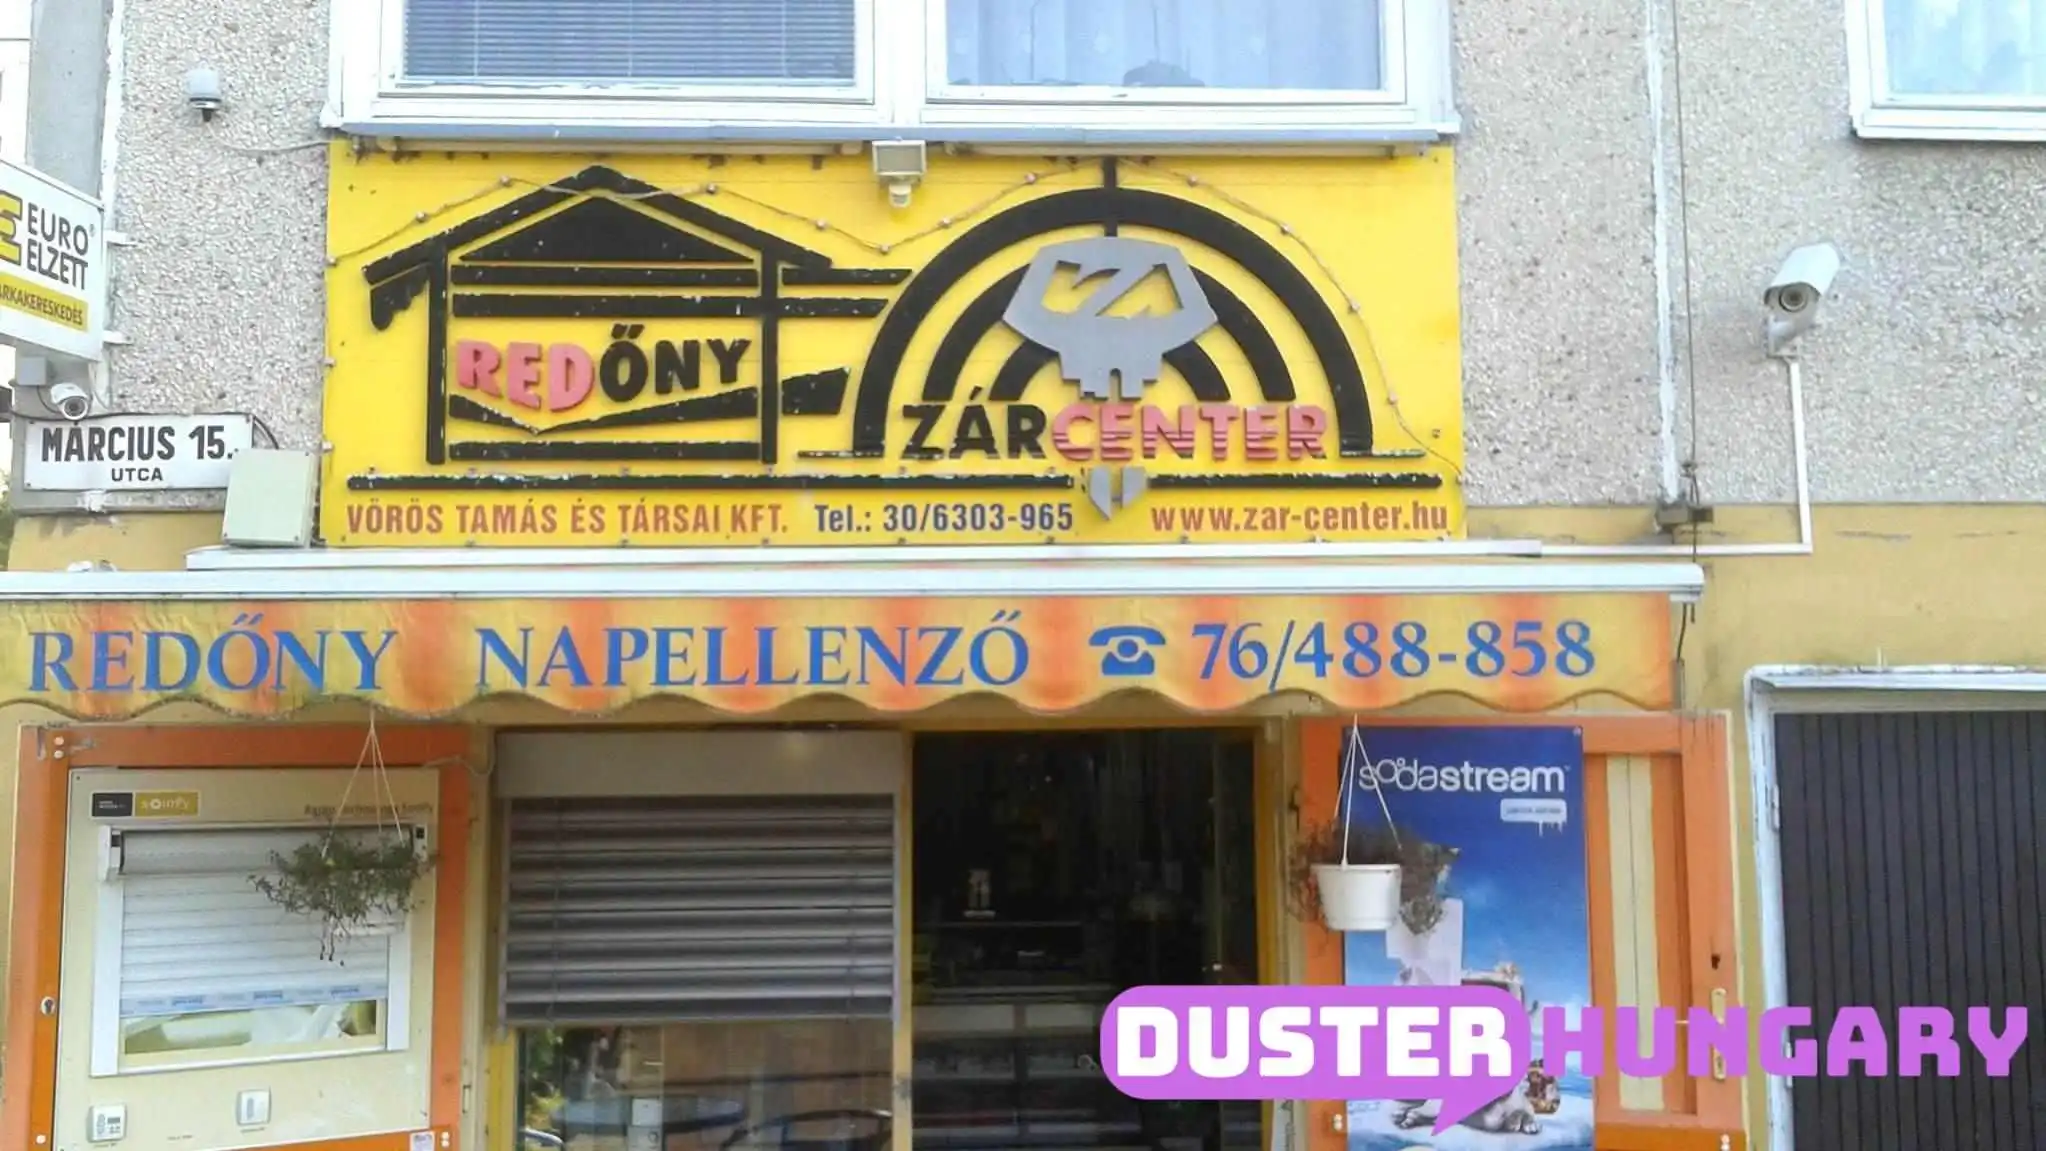 EURO
ELZETT
MÁRCIUS 15.
UTCA
REDŐNY
ZÁRCENTER
VÖRÖS TAMÁS ÉS TÁRSAI KFT. Tel.: 30/6303-965 www.zar-center.hu
REDŐNY NAPELLENZŐ ☎ 76/488-858
somfy
sodastream
DUSTER HUNGARY